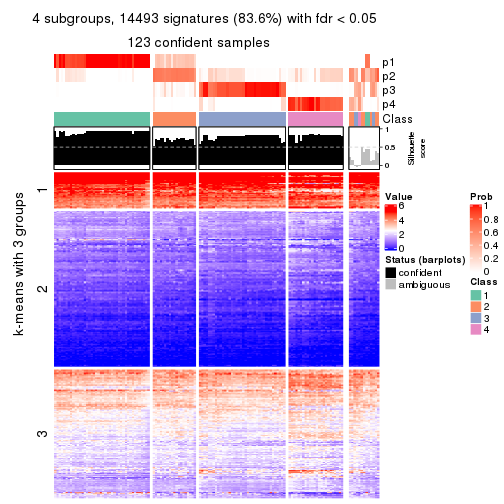 4 subgroups, 14493 signatures (83.6%) with fdr < 0.05
123 confident samples
p1
p2
p3
p4
Class
1
0.5
0
Silhouette
score
k-means with 3 groups
1
2
3
Value
6
4
2
0
Status (barplots)
confident
ambiguous
Prob
1
0.8
0.6
0.4
0.2
0
Class
1
2
3
4